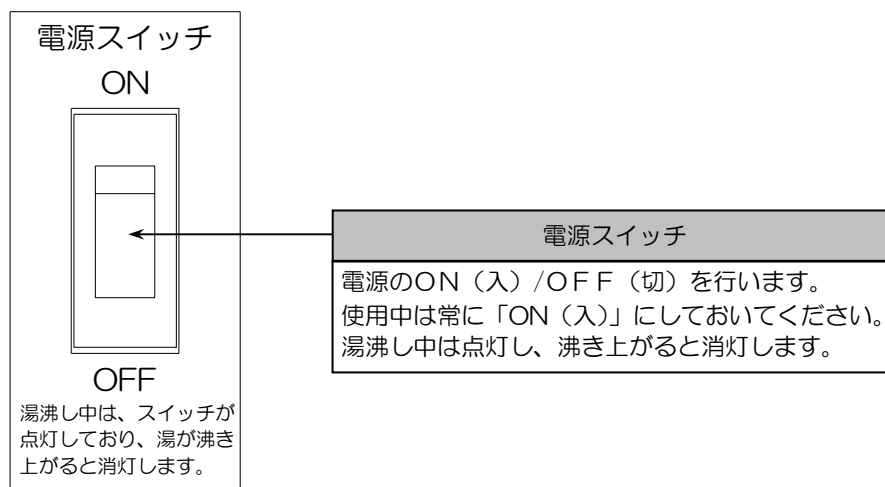 電源スイッチ
ON
OFF
湯沸し中は、スイッチが
点灯しており、湯が沸き
上がると消灯します。
電源スイッチ
電源のON（入）/OFF（切）を行います。
使用中は常に「ON（入）」にしておいてください。
湯沸し中は点灯し、沸き上がると消灯します。